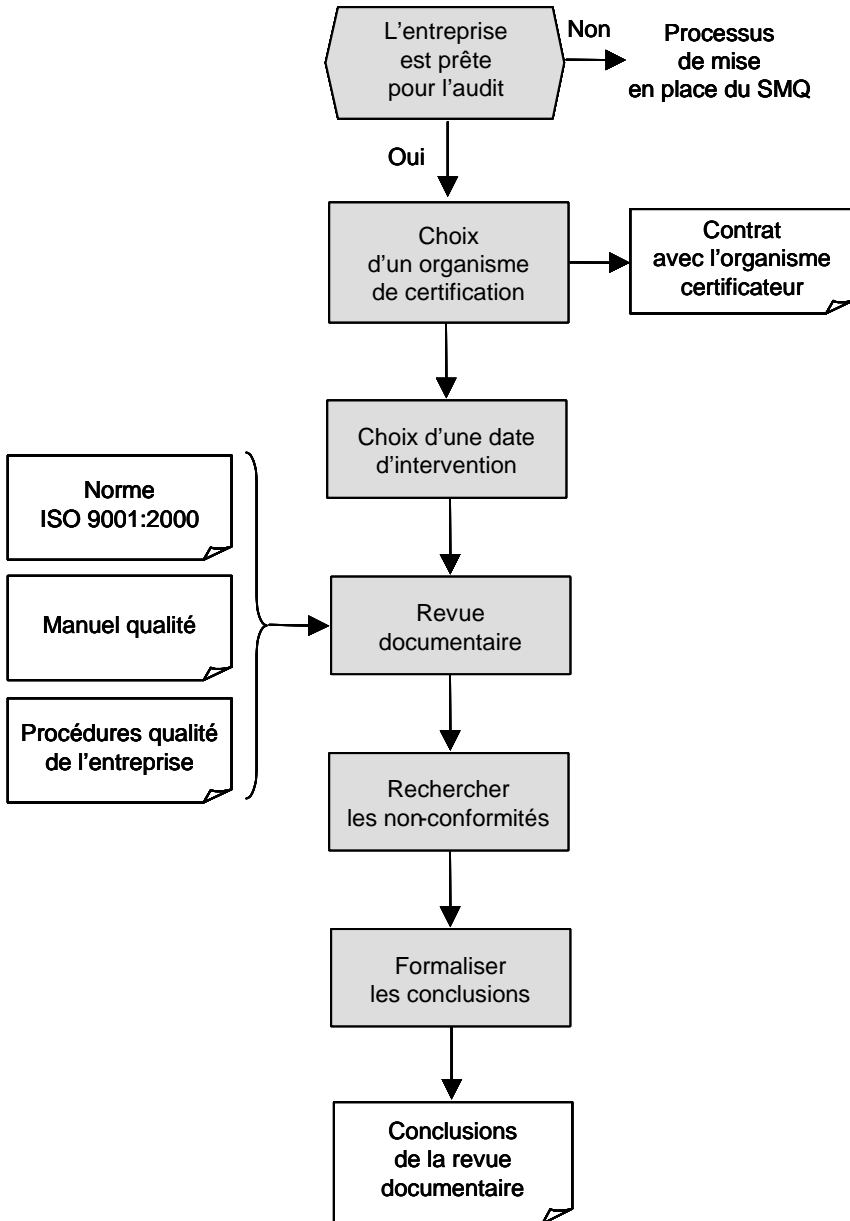 L'entreprise
est prête
pour l'audit
Non
Processus
de mise
en place du SMQ
Oui
Choix
d'un organisme
de certification
Contrat
avec l'organisme
certificateur
Choix d'une date
d'intervention
Norme
ISO 9001:2000
Manuel qualité
Procédures qualité
de l'entreprise
Revue
documentaire
Rechercher
les non-conformités
Formaliser
les conclusions
Conclusions
de la revue
documentaire